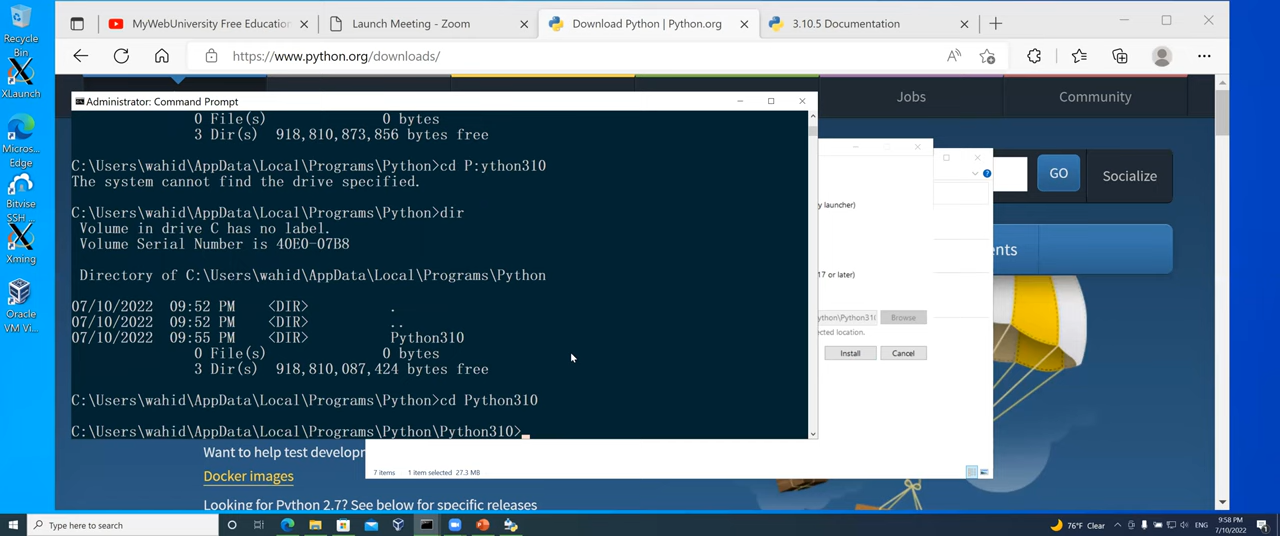 Recycle Bin
XLaunch
Micros... Edge
Bitvise SSH ...
Xming
Oracle VM Vi...
MyWebUniversity Free Education
Launch Meeting - Zoom
Download Python | Python.org
3.10.5 Documentation
https://www.python.org/downloads/
Jobs
Community
GO
Socialize
Administrator: Command Prompt
0 File(s) 0 bytes
3 Dir(s) 918,810,873,856 bytes free
C:\Users\wahid\AppData\Local\Programs\Python>cd P:ython310
The system cannot find the drive specified.
C:\Users\wahid\AppData\Local\Programs\Python>dir
Volume in drive C has no label.
Volume Serial Number is 40E0-07B8
Directory of C:\Users\wahid\AppData\Local\Programs\Python
07/10/2022 09:52 PM <DIR> .
07/10/2022 09:52 PM <DIR> ..
07/10/2022 09:55 PM <DIR> Python310
0 File(s) 0 bytes
3 Dir(s) 918,810,087,424 bytes free
C:\Users\wahid\AppData\Local\Programs\Python>cd Python310
C:\Users\wahid\AppData\Local\Programs\Python\Python310>
y launcher)
ents
17 or later)
ython\Python310
Browse
ected location.
Install
Cancel
Want to help test develop
7 items 1 item selected 27.3 MB
Docker images
Looking for Python 2.7? See below for specific releases
Type here to search
76°F Clear
ENG
9:58 PM
7/10/2022